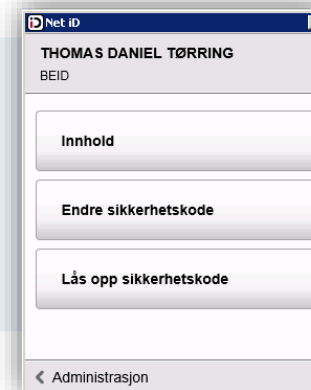 Net iD
THOMAS DANIEL TØRRING
BEID
Innhold
Endre sikkerhetskode
Lås opp sikkerhetskode
Administrasjon